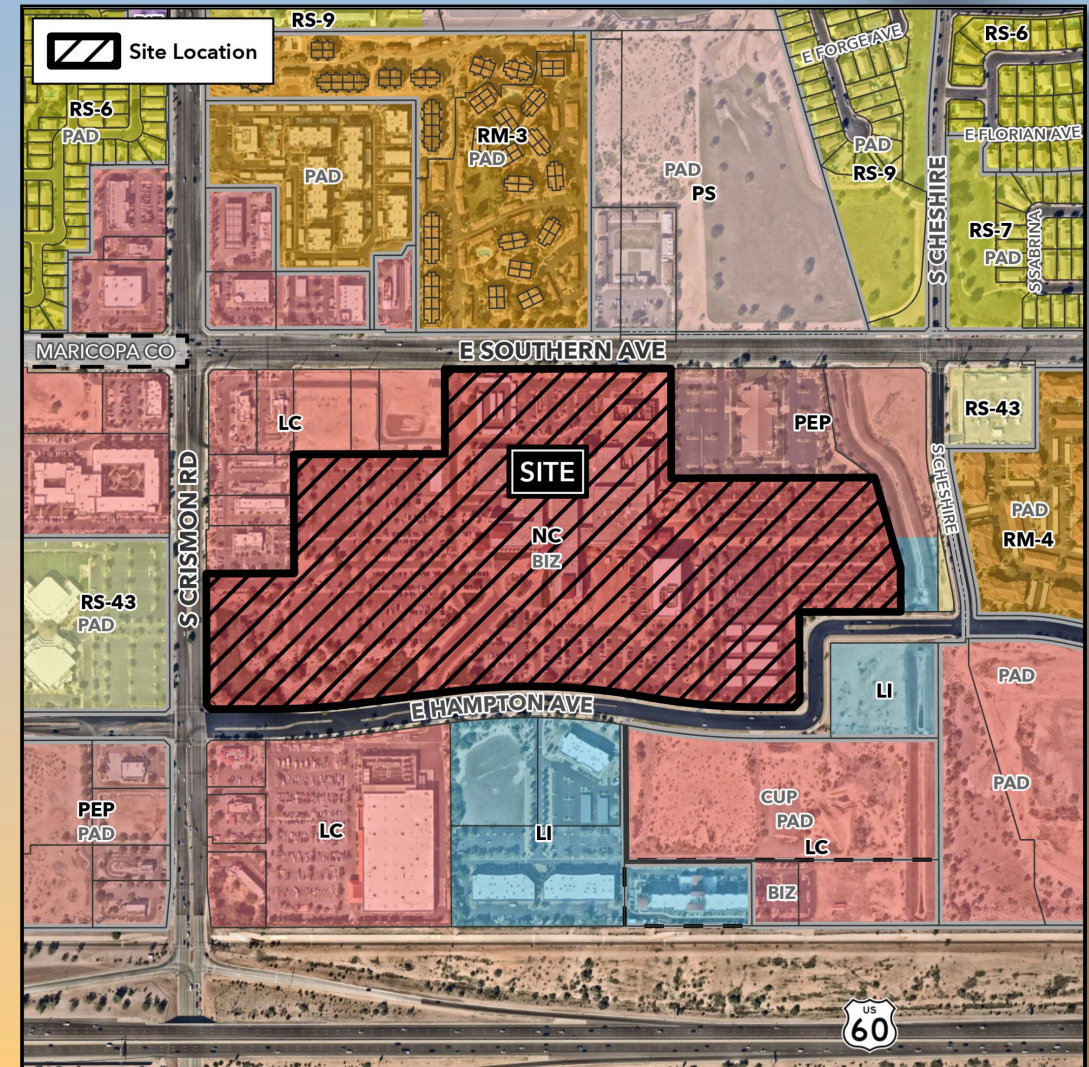 RS-9
Site Location
E FORGE AVE
RS-6
RS-6
PAD
RM-3
PAD
PAD
PAD
PS
PAD
RS-9
E FLORIAN AVE
S CHESHIRE
RS-7
PAD
S SABRINA
MARICOPA CO
E SOUTHERN AVE
LC
PEP
RS-43
SITE
S CRISMON RD
NC
BIZ
S CHESHIRE
PAD
RM-4
RS-43
PAD
E HAMPTON AVE
LI
PAD
PEP
PAD
LC
LI
CUP
PAD
LC
PAD
BIZ
US
60